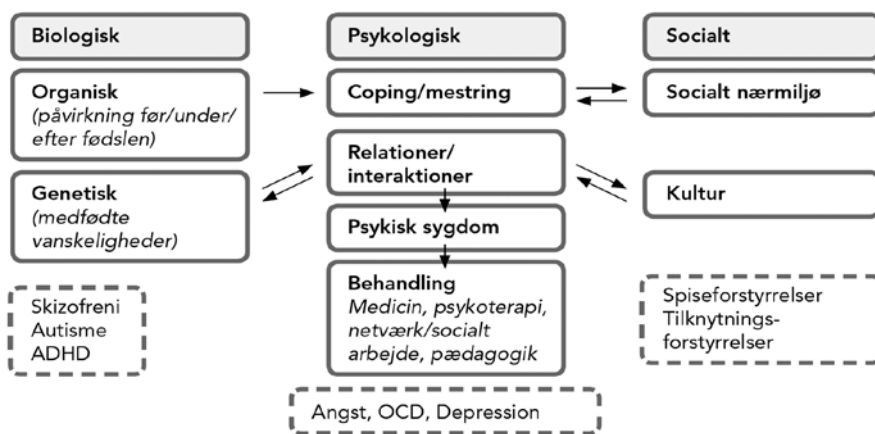 Biologisk
Organisk
(påvirkning før/under/
efter fødslen)
Genetisk
(medfødte
vanskeligheder)
Skizofreni
Autisme
ADHD
Psykologisk
Coping/mestring
Relationer/
interaktioner
Psykisk sygdom
Behandling
Medicin, psykoterapi,
netværk/socialt
arbejde, pædagogik
Angst, OCD, Depression
Socialt
Socialt nærmiljø
Kultur
Spiseforstyrrelser
Tilknytnings-
forstyrrelser